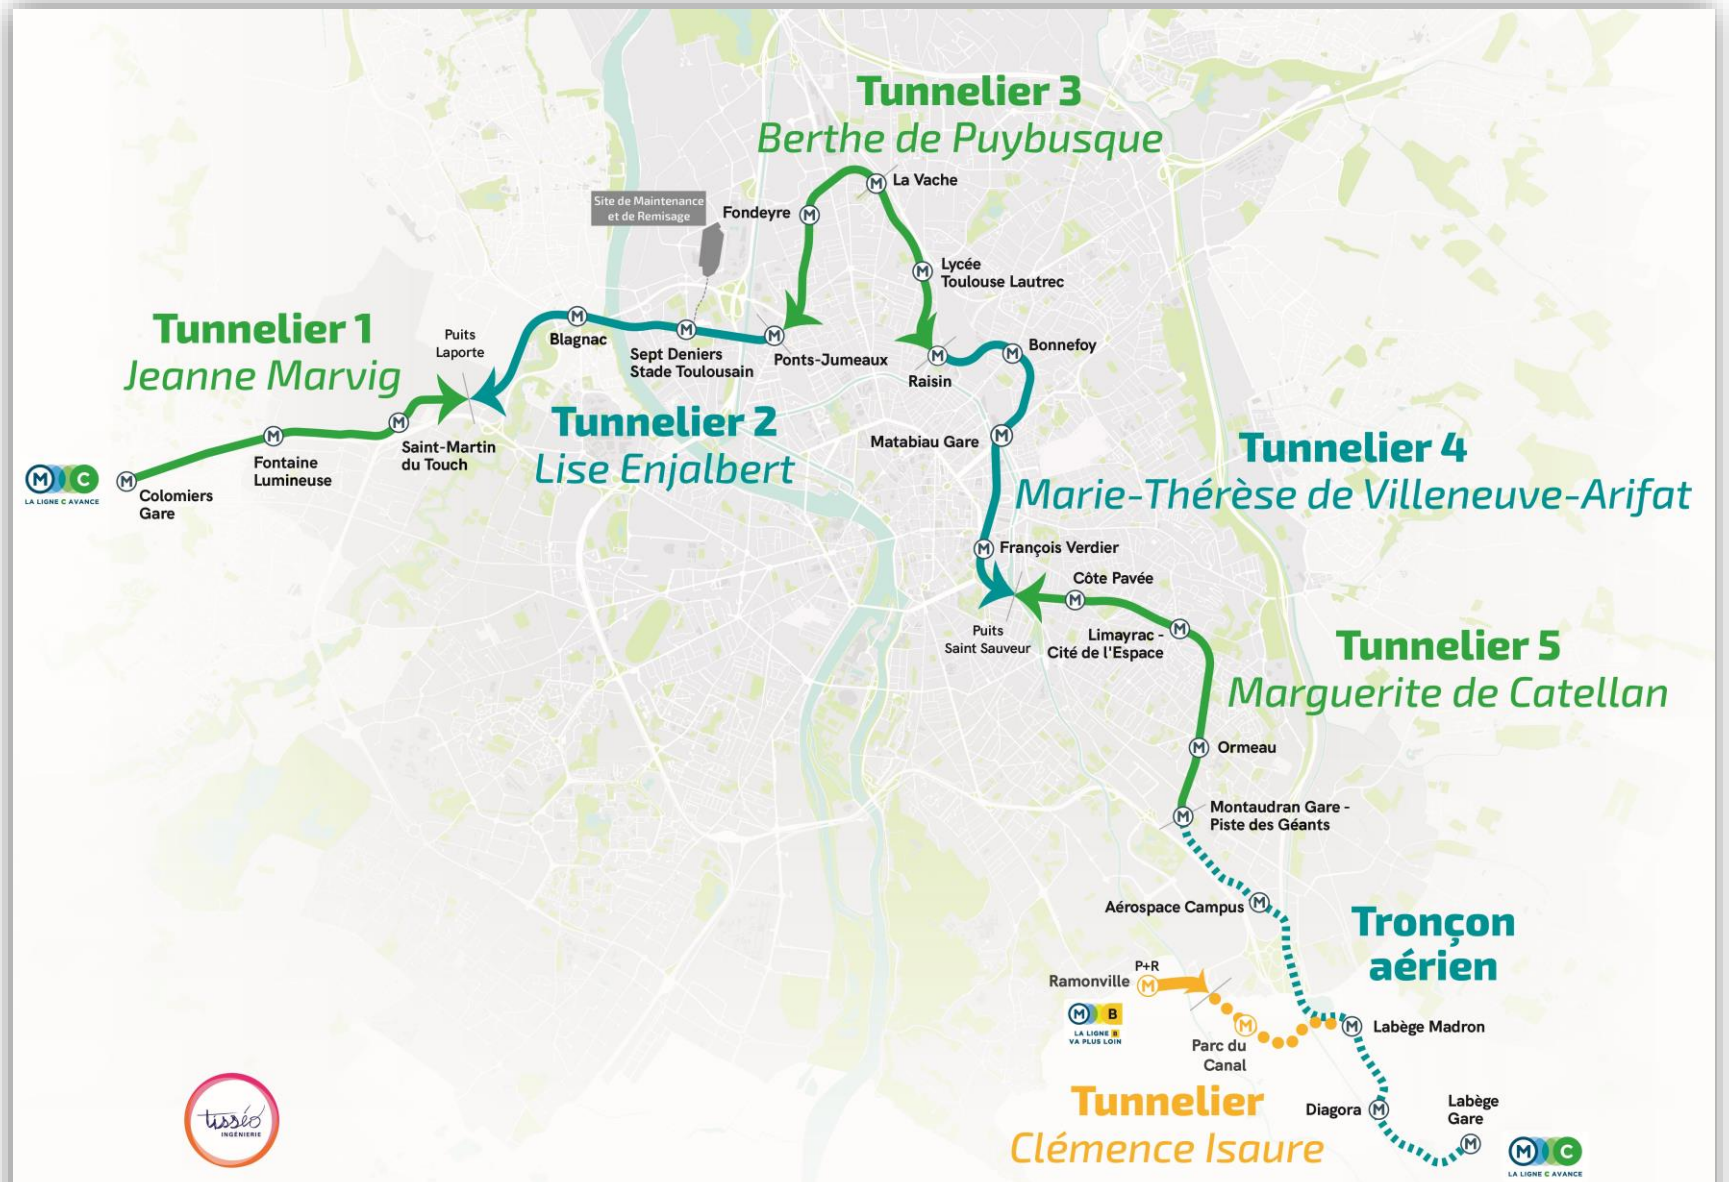 Tunnelier 3
Berthe de Puybusque
La Vache
Site de Maintenance
et de Remisage
Fondeyre
Lycée
Toulouse Lautrec
Tunnelier 1
Jeanne Marvig
Puits
Laporte
Blagnac
Sept Deniers
Stade Toulousain
Ponts-Jumeaux
Raisin
Bonnefoy
Tunnelier 2
Lise Enjalbert
Matabiau Gare
Tunnelier 4
Marie-Thérèse de Villeneuve-Arifat
Saint-Martin
du Touch
Fontaine
Lumineuse
M C
LA LIGNE C AVANCE
Colomiers
Gare
François Verdier
Côte Pavée
Puits
Saint Sauveur
Limayrac -
Cité de l'Espace
Tunnelier 5
Marguerite de Catellan
Ormeau
Montaudran Gare -
Piste des Géants
Aérospace Campus
Tronçon
aérien
P+R
Ramonville
M B
LA LIGNE B
VA PLUS LOIN
Parc du
Canal
Labège Madron
Tunnelier
Clémence Isaure
Diagora
Labège
Gare
tisséo
INGÉNIERIE
M C
LA LIGNE C AVANCE